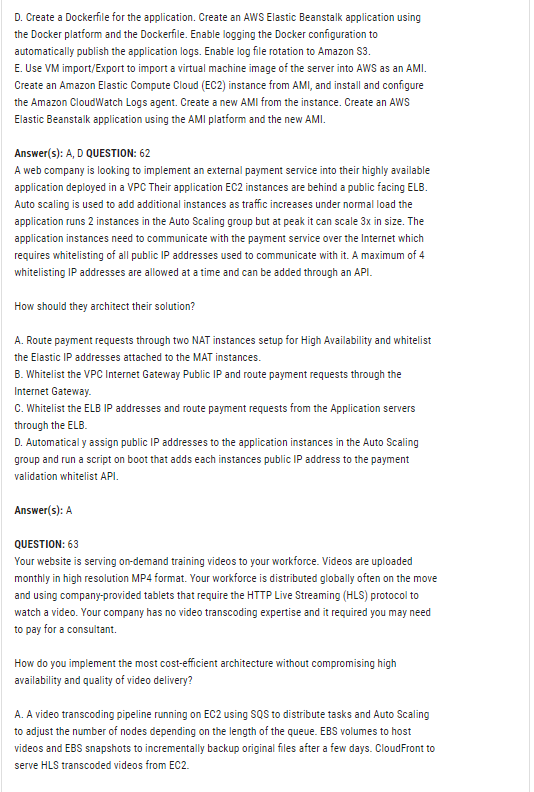 D. Create a Dockerfile for the application. Create an AWS Elastic Beanstalk application using
the Docker platform and the Dockerfile. Enable logging the Docker configuration to
automatically publish the application logs. Enable log file rotation to Amazon S3.
E. Use VM import/Export to import a virtual machine image of the server into AWS as an AMI.
Create an Amazon Elastic Compute Cloud (EC2) instance from AMI, and install and configure
the Amazon CloudWatch Logs agent. Create a new AMI from the instance. Create an AWS
Elastic Beanstalk application using the AMI platform and the new AMI.
Answer(s): A, D QUESTION: 62
A web company is looking to implement an external payment service into their highly available
application deployed in a VPC Their application EC2 instances are behind a public facing ELB.
Auto scaling is used to add additional instances as traffic increases under normal load the
application runs 2 instances in the Auto Scaling group but at peak it can scale 3x in size. The
application instances need to communicate with the payment service over the Internet which
requires whitelisting of all public IP addresses used to communicate with it. A maximum of 4
whitelisting IP addresses are allowed at a time and can be added through an API.
How should they architect their solution?
A. Route payment requests through two NAT instances setup for High Availability and whitelist
the Elastic IP addresses attached to the MAT instances.
B. Whitelist the VPC Internet Gateway Public IP and route payment requests through the
Internet Gateway.
C. Whitelist the ELB IP addresses and route payment requests from the Application servers
through the ELB.
D. Automatical y assign public IP addresses to the application instances in the Auto Scaling
group and run a script on boot that adds each instances public IP address to the payment
validation whitelist API.
Answer(s): A
QUESTION: 63
Your website is serving on-demand training videos to your workforce. Videos are uploaded
monthly in high resolution MP4 format. Your workforce is distributed globally often on the move
and using company-provided tablets that require the HTTP Live Streaming (HLS) protocol to
watch a video. Your company has no video transcoding expertise and it required you may need
to pay for a consultant.
How do you implement the most cost-efficient architecture without compromising high
availability and quality of video delivery?
A. A video transcoding pipeline running on EC2 using SQS to distribute tasks and Auto Scaling
to adjust the number of nodes depending on the length of the queue. EBS volumes to host
videos and EBS snapshots to incrementally backup original files after a few days. CloudFront to
serve HLS transcoded videos from EC2.